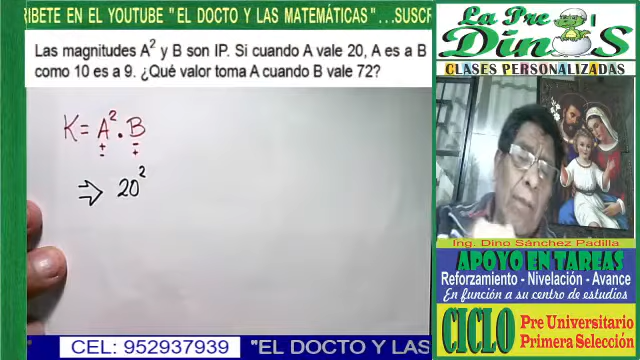 RIBETE EN EL YOUTUBE "EL DOCTO Y LAS MATEMÁTICAS"...SUSCR
Las magnitudes A² y B son IP. Si cuando A vale 20, A es a B
como 10 es a 9. ¿Qué valor toma A cuando B vale 72?
K = A² . B
+ -
- +
⇒ 20²
La Pre
DinoS
CLASES PERSONALIZADAS
Ing. Dino Sánchez Padilla
APOYO EN TAREAS
Reforzamiento - Nivelación - Avance
En función a su centro de estudios
CICLO Pre Universitario
Primera Selección
CEL: 952937939 "EL DOCTO Y LAS